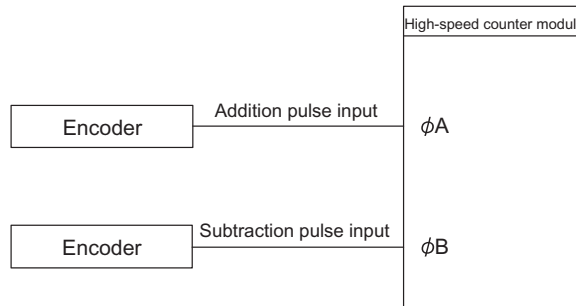 High-speed counter modul
Addition pulse input
Encoder
ϕA
Subtraction pulse input
Encoder
ϕB